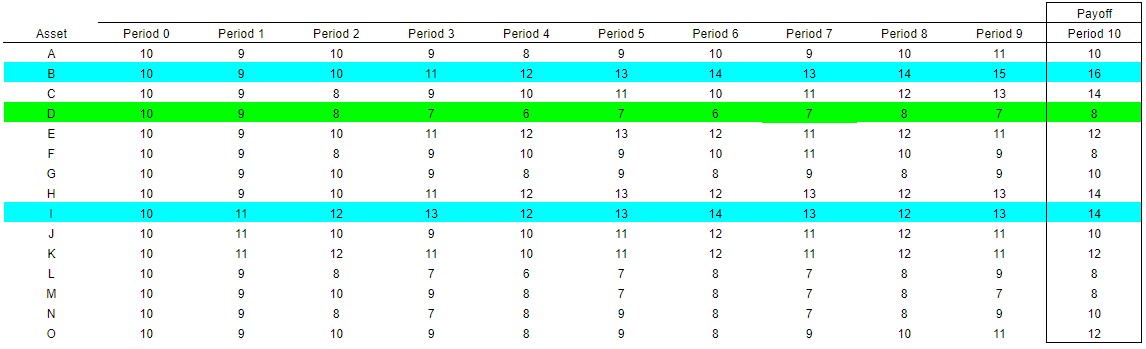 Payoff
Asset Period 0 Period 1 Period 2 Period 3 Period 4 Period 5 Period 6 Period 7 Period 8 Period 9 Period 10
A 10 9 10 9 8 9 10 9 10 11 10
B 10 9 10 11 12 13 14 13 14 15 16
C 10 9 8 9 10 11 10 11 12 13 14
D 10 9 8 7 6 7 6 7 8 7 8
E 10 9 10 11 12 13 12 11 12 11 12
F 10 9 8 9 10 9 10 11 10 9 8
G 10 9 10 9 8 9 8 9 8 9 10
H 10 9 10 11 12 13 12 13 12 13 14
I 10 11 12 13 12 13 14 13 12 13 14
J 10 11 10 9 10 11 12 11 12 11 10
K 10 11 12 11 10 11 12 11 12 11 12
L 10 9 8 7 6 7 8 7 8 9 8
M 10 9 10 9 8 7 8 7 8 7 8
N 10 9 8 7 8 9 8 7 8 9 10
O 10 9 10 9 8 9 8 9 10 11 12